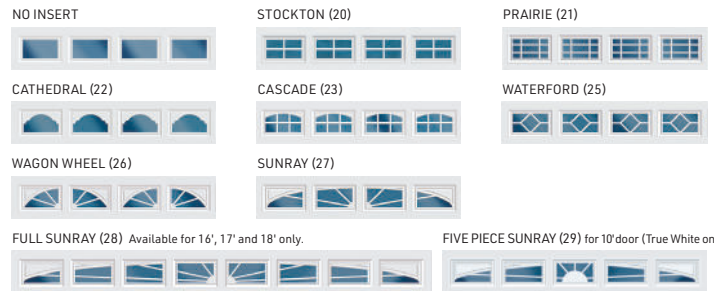 NO INSERT
STOCKTON (20)
PRAIRIE (21)
CATHEDRAL (22)
CASCADE (23)
WATERFORD (25)
WAGON WHEEL (26)
SUNRAY (27)
FULL SUNRAY (28) Available for 16', 17' and 18' only.
FIVE PIECE SUNRAY (29) for 10'door (True White on